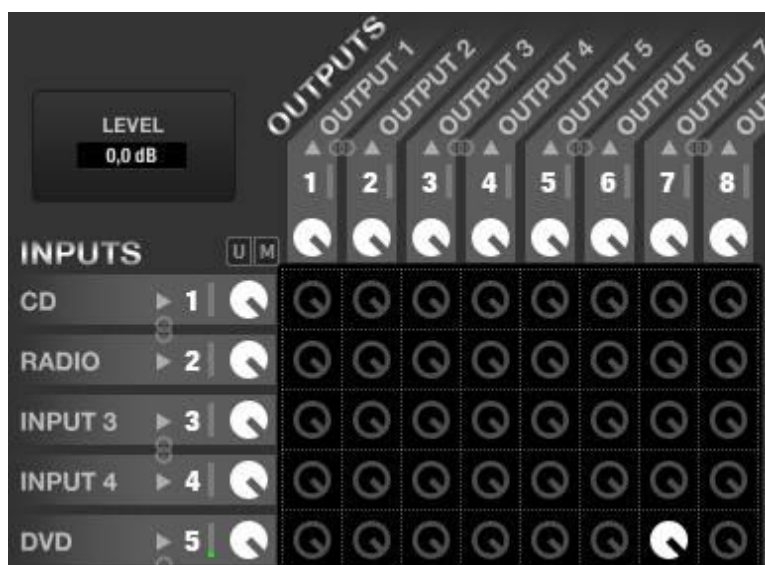 OUTPUTS
OUTPUT 1
OUTPUT 2
OUTPUT 3
OUTPUT 4
OUTPUT 5
OUTPUT 6
OUTPUT 7
LEVEL
0,0 dB
1 2 3 4 5 6 7 8
INPUTS U M
CD 1
RADIO 2
INPUT 3 3
INPUT 4 4
DVD 5